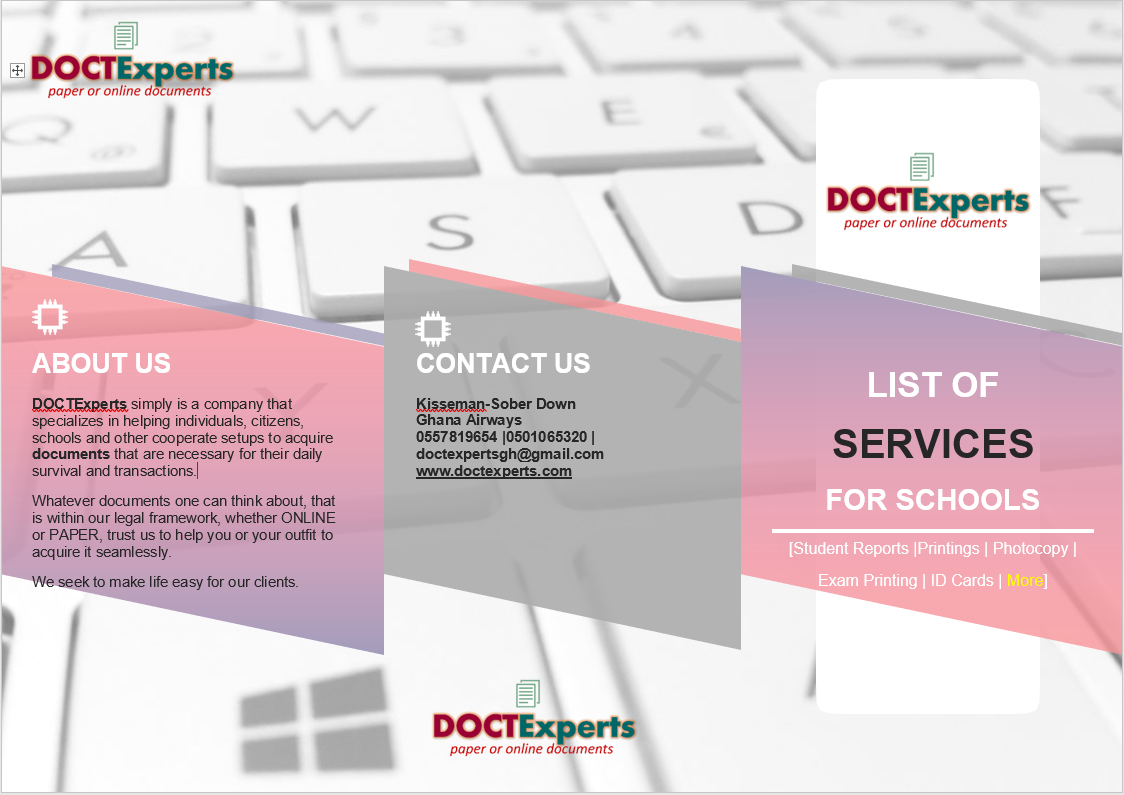 DOCTExperts
paper or online documents
ABOUT US
DOCTExperts simply is a company that
specializes in helping individuals, citizens,
schools and other cooperate setups to acquire
documents that are necessary for their daily
survival and transactions.
Whatever documents one can think about, that
is within our legal framework, whether ONLINE
or PAPER, trust us to help you or your outfit to
acquire it seamlessly.
We seek to make life easy for our clients.
CONTACT US
Kisseman-Sober Down
Ghana Airways
0557819654 |0501065320 |
doctexpertsgh@gmail.com
www.doctexperts.com
DOCTExperts
paper or online documents
DOCTExperts
paper or online documents
LIST OF
SERVICES
FOR SCHOOLS
[Student Reports |Printings | Photocopy |
Exam Printing | ID Cards | More]
Q @ W E €
A S D F
X C